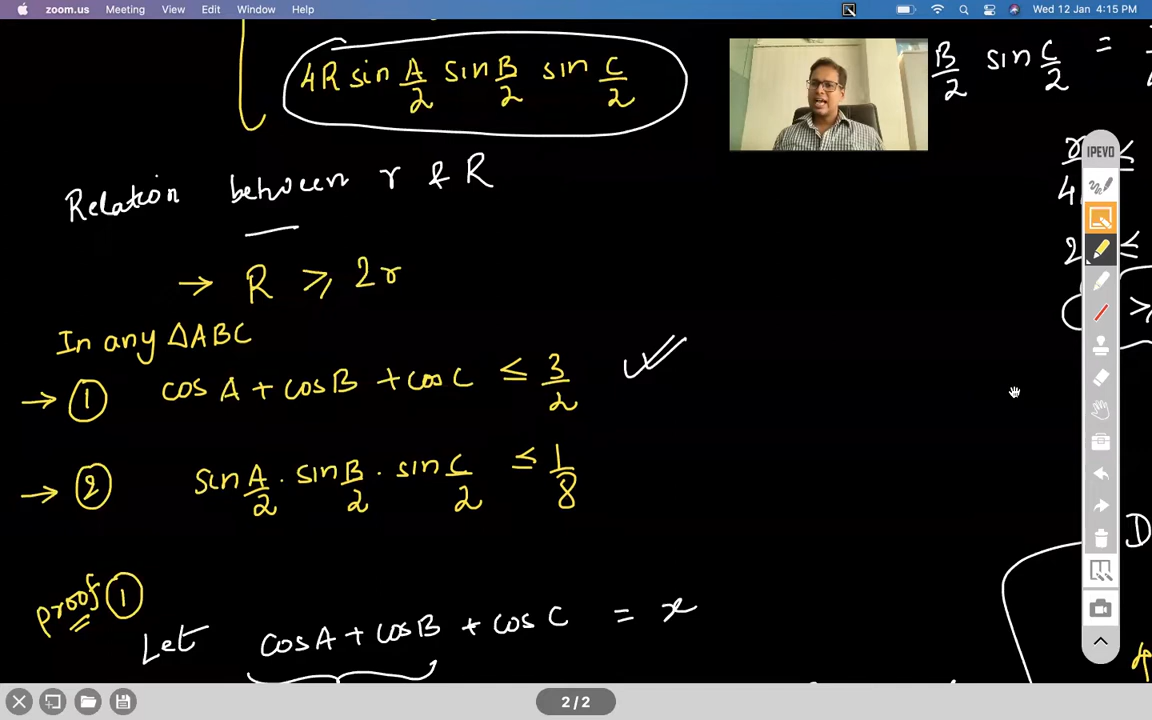 zoom.us Meeting View Edit Window Help Wed 12 Jan 4:15 PM
4R sin A/2 sin B/2 sin C/2
B/2 sin C/2 =
Relation between r & R
IPEVO
→ R ≥ 2r
In any ΔABC
→ ① cos A + cos B + cos C ≤ 3/2
→ ② sin A/2 · sin B/2 · sin C/2 ≤ 1/8
proof ①
Let cos A + cos B + cos C = x
2 / 2